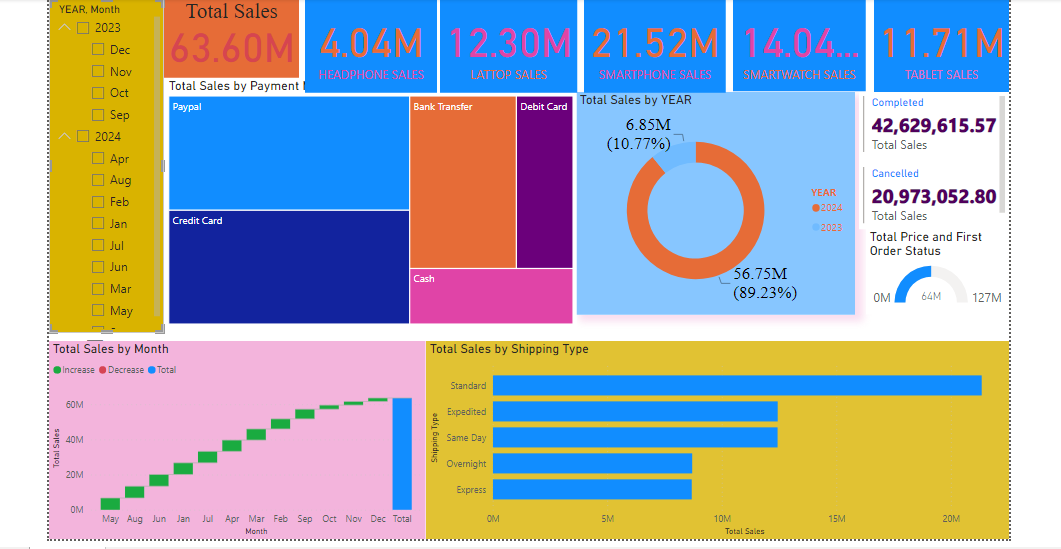 YEAR, Month
2023
Dec
Nov
Oct
Sep
2024
Apr
Aug
Feb
Jan
Jul
Jun
Mar
May
Total Sales
63.60M
4.04M
HEADPHONE SALES
12.30M
LATTOP SALES
21.52M
SMARTPHONE SALES
14.04...
SMARTWATCH SALES
11.71M
TABLET SALES
Total Sales by Payment
Paypal
Credit Card
Bank Transfer
Debit Card
Cash
Total Sales by YEAR
6.85M
(10.77%)
56.75M
(89.23%)
YEAR
2024
2023
Completed
42,629,615.57
Total Sales
Cancelled
20,973,052.80
Total Sales
Total Price and First
Order Status
0M
64M
127M
Total Sales by Month
Increase Decrease Total
Total Sales
60M
40M
20M
0M
May Aug Jun Jan Jul Apr Mar Feb Sep Oct Nov Dec Total
Month
Total Sales by Shipping Type
Shipping Type
Standard
Expedited
Same Day
Overnight
Express
0M 5M 10M 15M 20M
Total Sales